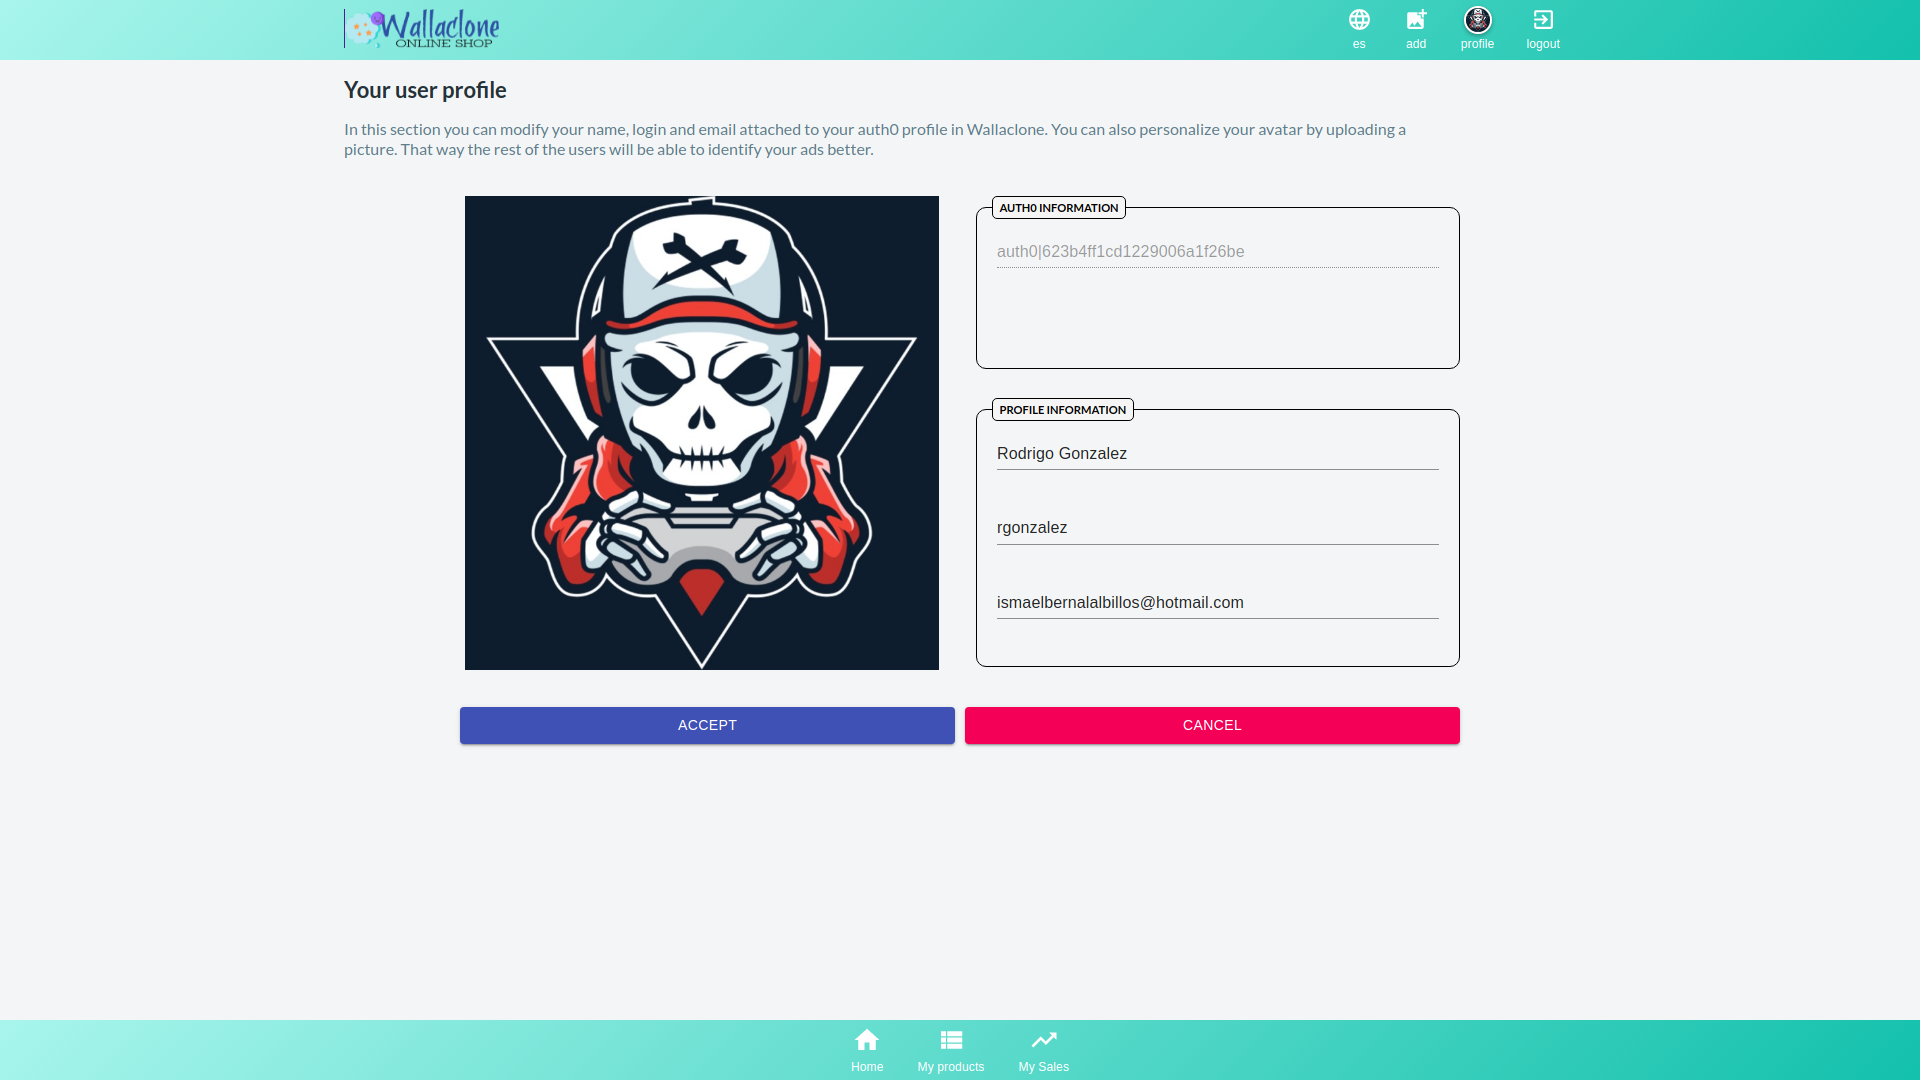 Wallaclone
ONLINE SHOP
es
add
profile
logout
Your user profile
In this section you can modify your name, login and email attached to your auth0 profile in Wallaclone. You can also personalize your avatar by uploading a
picture. That way the rest of the users will be able to identify your ads better.
AUTH0 INFORMATION
auth0|623b4ff1cd1229006a1f26be
PROFILE INFORMATION
Rodrigo Gonzalez
rgonzalez
ismaelbernalalbillos@hotmail.com
ACCEPT
CANCEL
Home
My products
My Sales